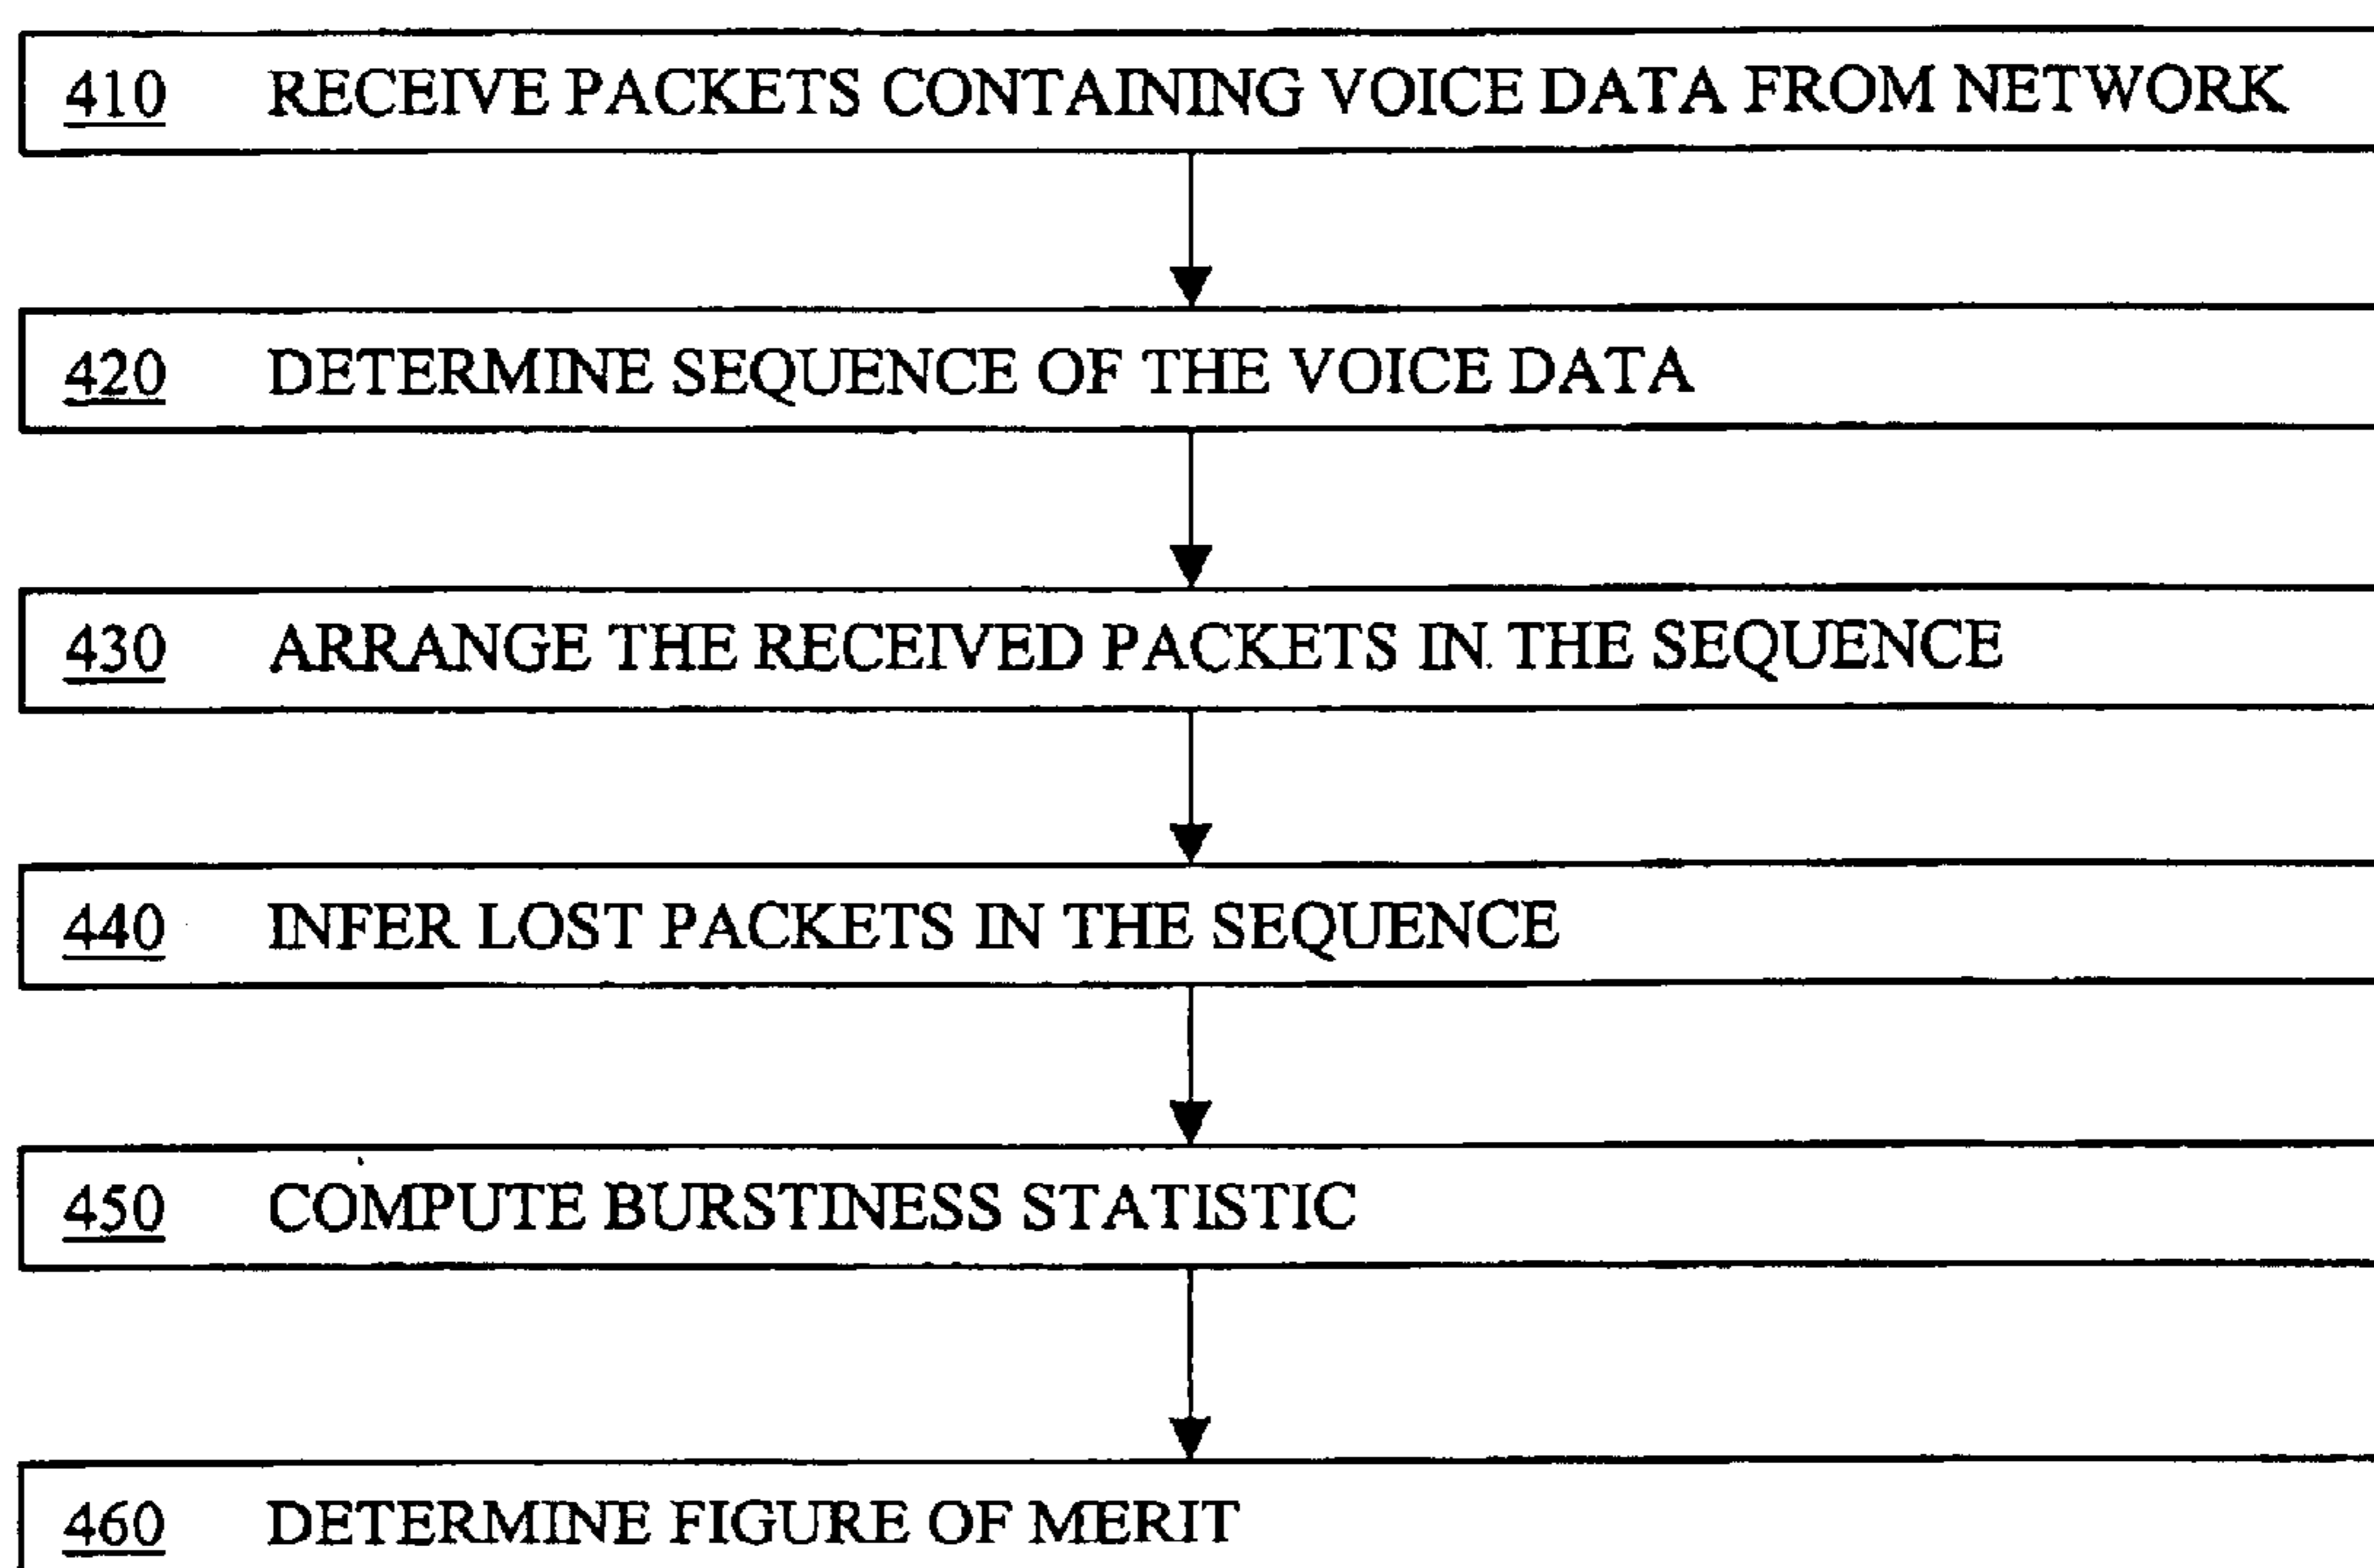 410 RECEIVE PACKETS CONTAINING VOICE DATA FROM NETWORK
420 DETERMINE SEQUENCE OF THE VOICE DATA
430 ARRANGE THE RECEIVED PACKETS IN THE SEQUENCE
440 INFER LOST PACKETS IN THE SEQUENCE
450 COMPUTE BURSTINESS STATISTIC
460 DETERMINE FIGURE OF MERIT